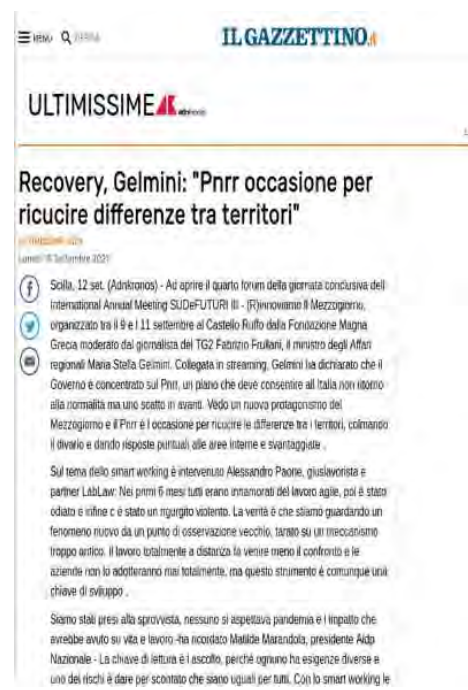 MENU
IL GAZZETTINO.it
ULTIMISSIME adnkronos
Recovery, Gelmini: "Pnrr occasione per
ricucire differenze tra territori"
Scilla, 12 set. (Adnkronos) - Ad aprire il quarto forum della giornata conclusiva dell
International Annual Meeting SUDeFUTURI III - (R)innoviamo Il Mezzogiorno,
organizzato tra il 9 e l 11 settembre al Castello Ruffo dalla Fondazione Magna
Grecia moderato dal giornalista del TG2 Fabrizio Frullani, il ministro degli Affari
regionali Maria Stella Gelmini. Collegata in streaming, Gelmini ha dichiarato che il
Governo è concentrato sul Pnrr, un piano che deve consentire all Italia non ritorno
alla normalità ma uno scatto in avanti. Vedo un nuovo protagonismo del
Mezzogiorno e il Pnrr è l occasione per ricucire le differenze tra i territori, colmando
il divario e dando risposte puntuali alle aree interne e svantaggiate .
Sul tema dello smart working è intervenuto Alessandro Paone, giuslavorista e
partner LabLaw: Nei primi 6 mesi tutti erano innamorati del lavoro agile, poi è stato
odiato e infine c è stato un rigurgito violento. La verità è che stiamo guardando un
fenomeno nuovo da un punto di osservazione vecchio, tarato su un meccanismo
troppo antico. Il lavoro totalmente a distanza fa venire meno il confronto e le
aziende non lo adotteranno mai totalmente, ma questo strumento è comunque una
chiave di sviluppo .
Siamo stati presi alla sprovvista, nessuno si aspettava pandemia e l impatto che
avrebbe avuto su vita e lavoro -ha ricordato Matilde Marandola, presidente Aidp
Nazionale - La chiave di lettura è l ascolto, perché ognuno ha esigenze diverse e
uno dei rischi è dare per scontato che siano uguali per tutti. Con lo smart working le